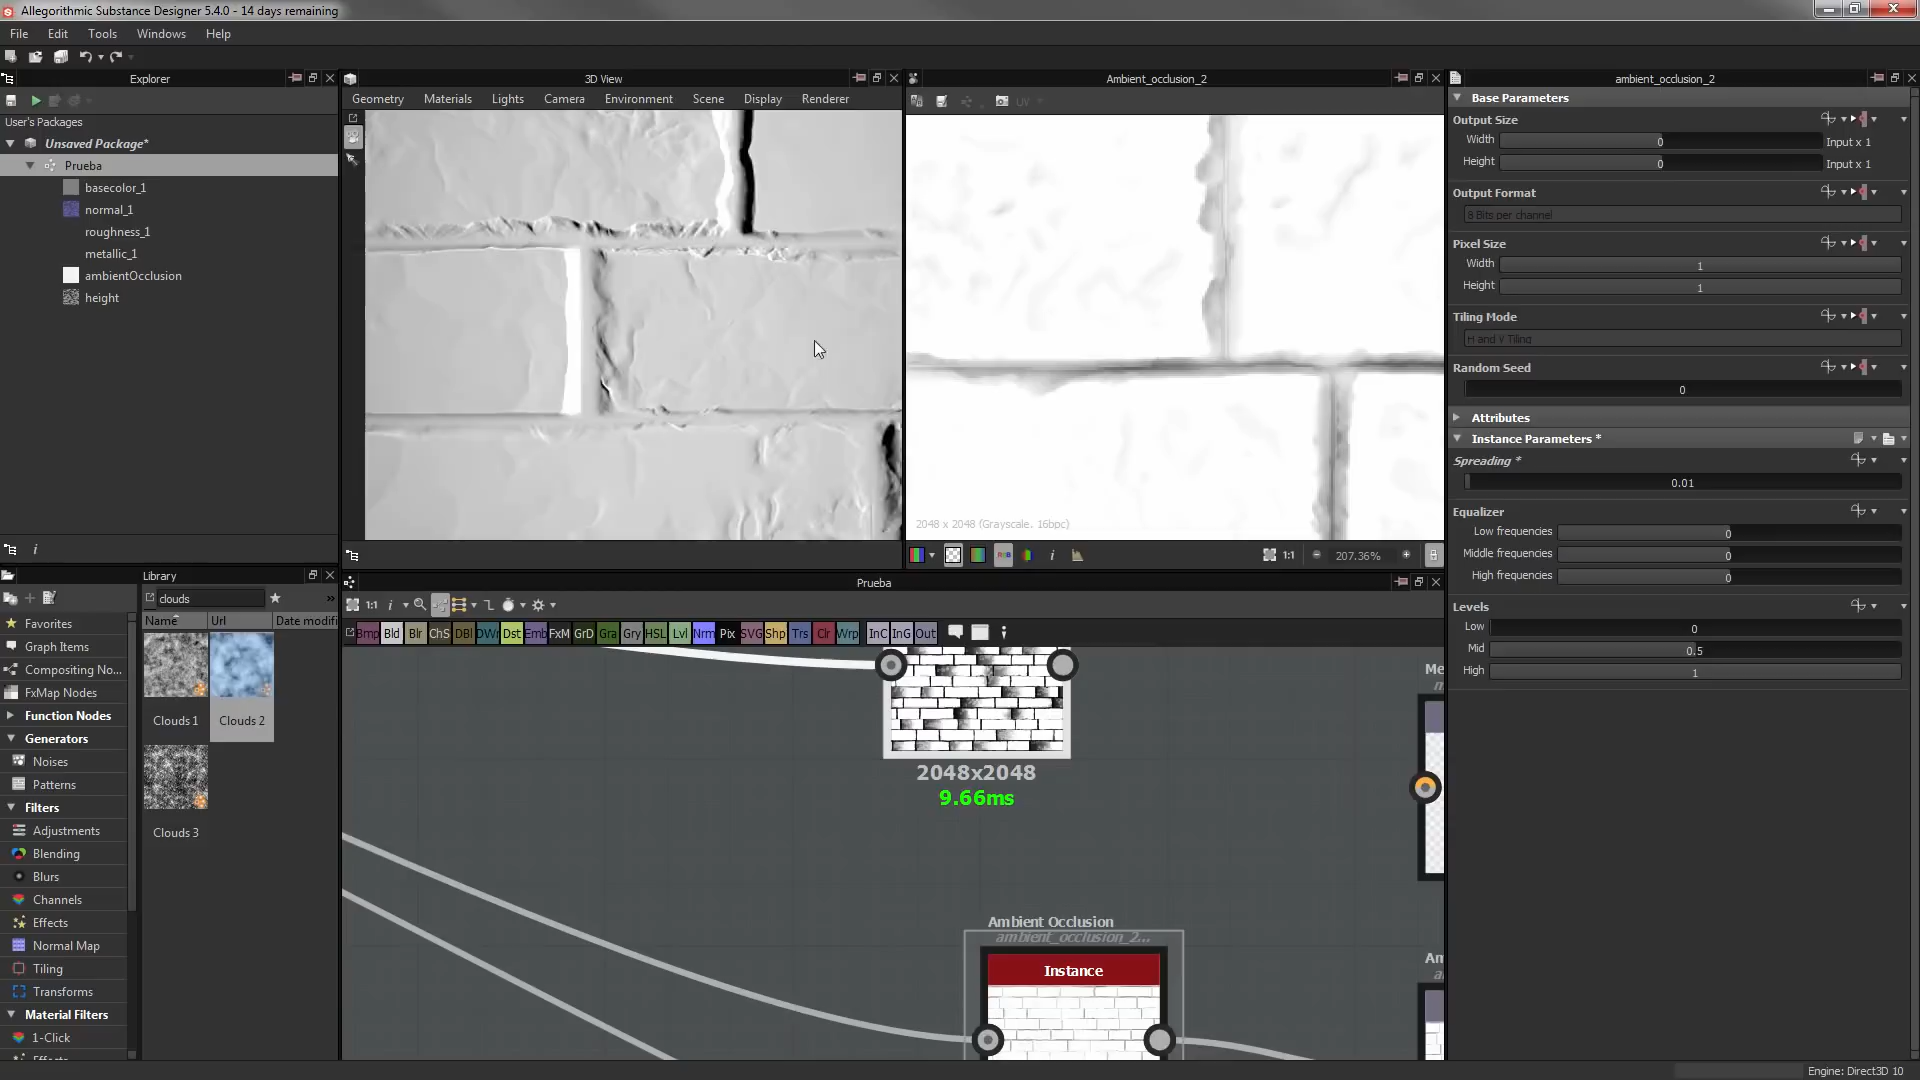 Allegorithmic Substance Designer 5.4.0 - 14 days remaining
File Edit Tools Windows Help
Explorer
User's Packages
Unsaved Package*
Prueba
basecolor_1
normal_1
roughness_1
metallic_1
ambientOcclusion
height
Library
clouds
Name Url Date modifi
Clouds 1 Clouds 2
Clouds 3
Favorites
Graph Items
Compositing No...
FxMap Nodes
Function Nodes
Generators
Noises
Patterns
Filters
Adjustments
Blending
Blurs
Channels
Effects
Normal Map
Tiling
Transforms
Material Filters
1-Click
3D View
Geometry Materials Lights Camera Environment Scene Display Renderer
Ambient_occlusion_2
UV
2048 x 2048 (Grayscale, 16bpc)
RGB
1:1
207.36%
Prueba
1:1
Bmp Bld Blr ChS DBl DWr Dst Emb FxM GrD Gra Gry HSL Lvl Nrm Pix SVG Shp Trs Clr Wrp InC InG Out
2048x2048
9.66ms
Ambient Occlusion
ambient_occlusion_2...
Instance
Me
Am
ambient_occlusion_2
Base Parameters
Output Size
Width 0 Input x 1
Height 0 Input x 1
Output Format
8 Bits per channel
Pixel Size
Width 1
Height 1
Tiling Mode
H and V Tiling
Random Seed
0
Attributes
Instance Parameters *
Spreading *
0.01
Equalizer
Low frequencies 0
Middle frequencies 0
High frequencies 0
Levels
Low 0
Mid 0.5
High 1
Engine: Direct3D 10